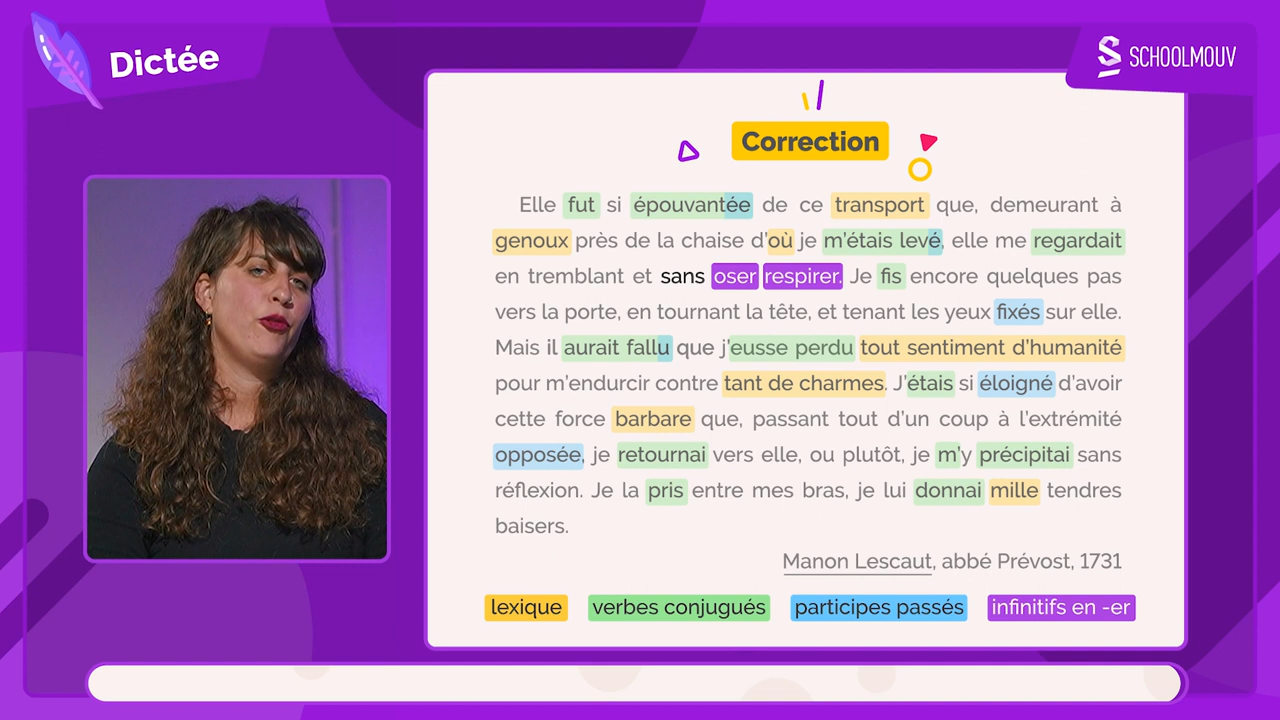 Dictée
SCHOOLMOUV
Correction
Elle fut si épouvantée de ce transport que, demeurant à
genoux près de la chaise d'où je m'étais levé, elle me regardait
en tremblant et sans oser respirer. Je fis encore quelques pas
vers la porte, en tournant la tête, et tenant les yeux fixés sur elle.
Mais il aurait fallu que j'eusse perdu tout sentiment d'humanité
pour m'endurcir contre tant de charmes. J'étais si éloigné d'avoir
cette force barbare que, passant tout d'un coup à l'extrémité
opposée, je retournai vers elle, ou plutôt, je m'y précipitai sans
réflexion. Je la pris entre mes bras, je lui donnai mille tendres
baisers.
Manon Lescaut, abbé Prévost, 1731
lexique verbes conjugués participes passés infinitifs en -er